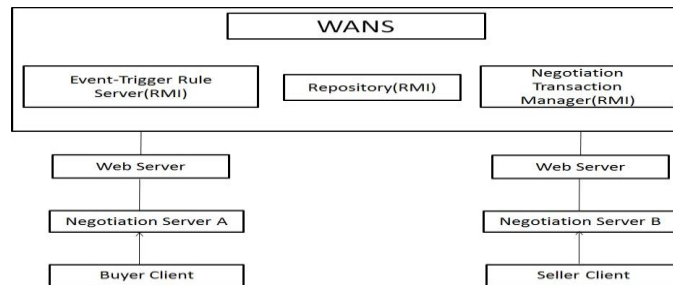 WANS
Event-Trigger Rule
Server(RMI)
Repository(RMI)
Negotiation
Transaction
Manager(RMI)
Web Server
Web Server
Negotiation Server A
Negotiation Server B
Buyer Client
Seller Client